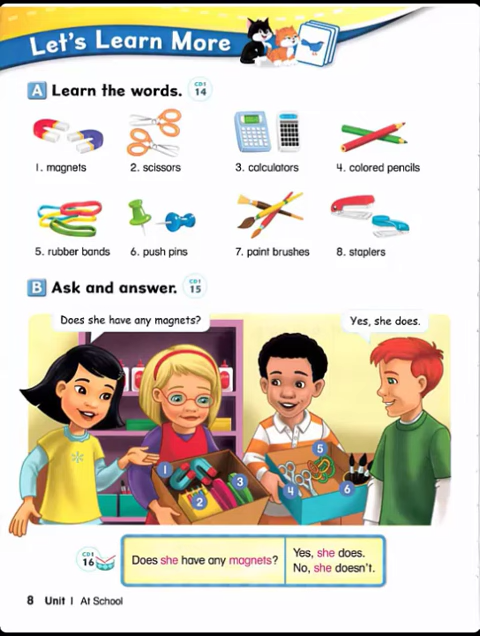 Let's Learn More
A Learn the words. CD1 14
1. magnets 2. scissors 3. calculators 4. colored pencils
5. rubber bands 6. push pins 7. paint brushes 8. staplers
B Ask and answer. CD1 15
Does she have any magnets? Yes, she does.
1 2 3 4 5 6
CD1 16
Does she have any magnets? Yes, she does.
No, she doesn't.
8 Unit 1 At School